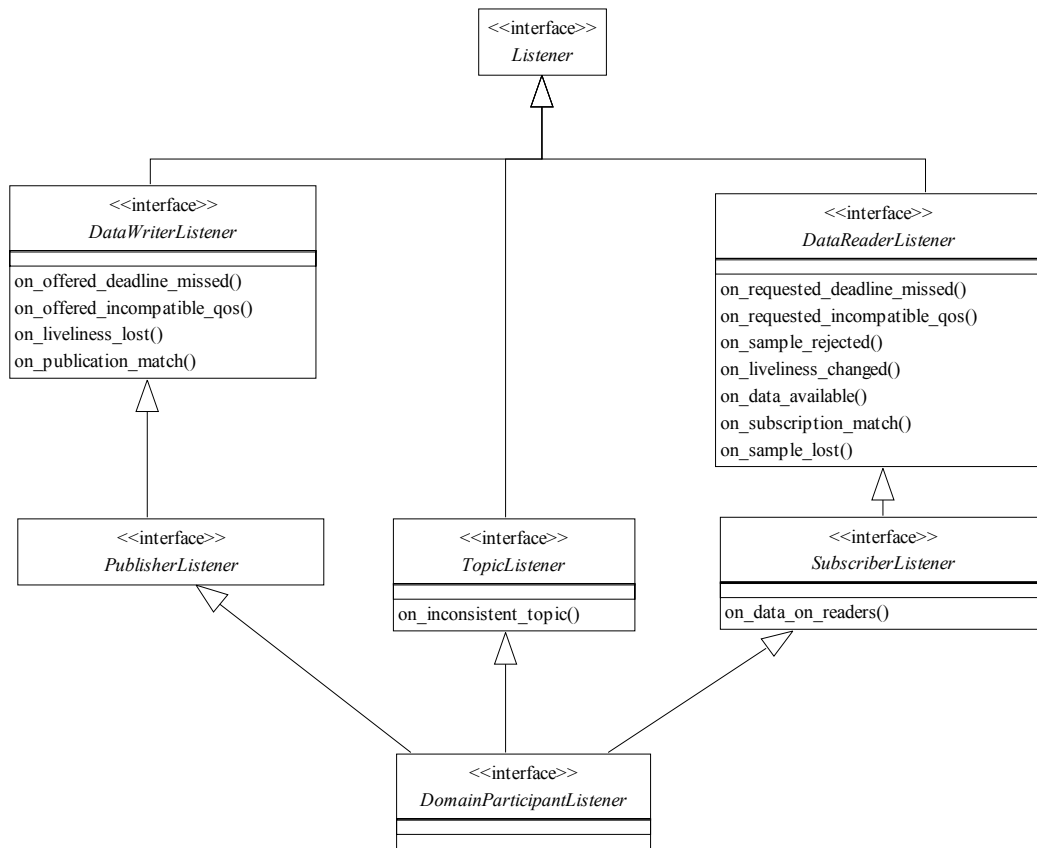 <<interface>>
Listener
<<interface>>
DataWriterListener
on_offered_deadline_missed()
on_offered_incompatible_qos()
on_liveliness_lost()
on_publication_match()
<<interface>>
DataReaderListener
on_requested_deadline_missed()
on_requested_incompatible_qos()
on_sample_rejected()
on_liveliness_changed()
on_data_available()
on_subscription_match()
on_sample_lost()
<<interface>>
PublisherListener
<<interface>>
TopicListener
on_inconsistent_topic()
<<interface>>
SubscriberListener
on_data_on_readers()
<<interface>>
DomainParticipantListener